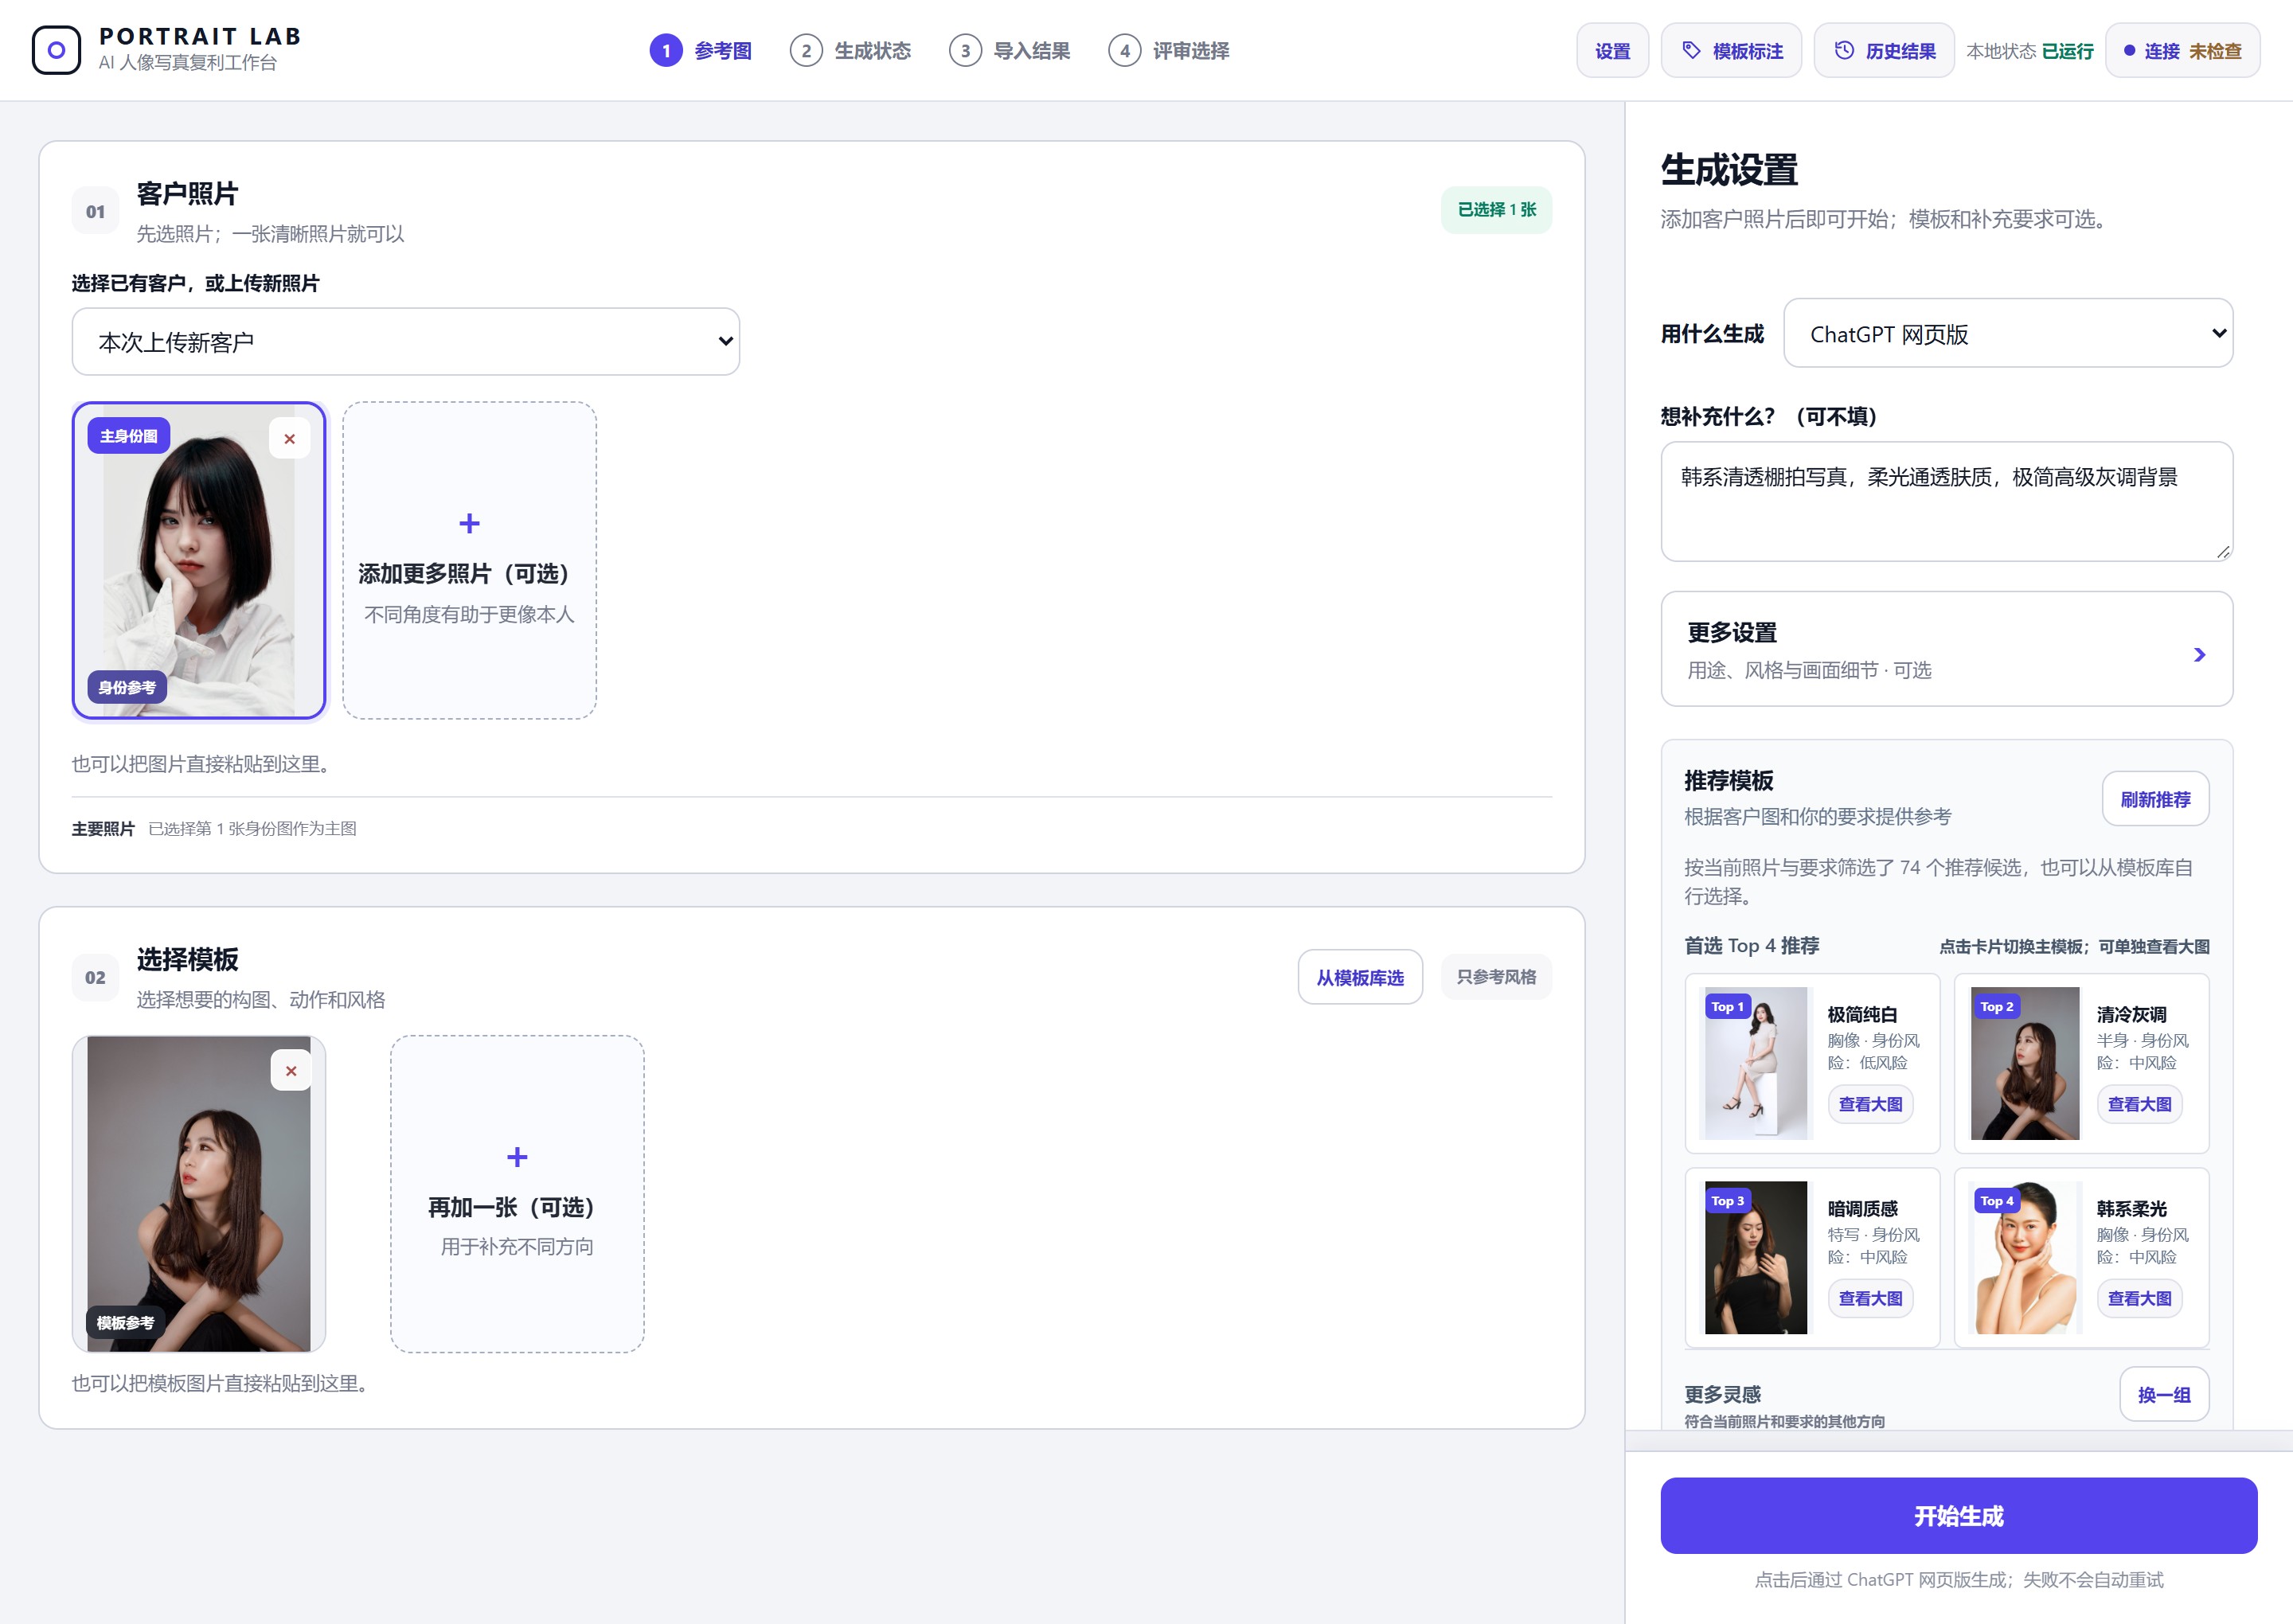 PORTRAIT LAB
AI 人像写真复利工作台
1 参考图
2 生成状态
3 导入结果
4 评审选择
设置
模板标注
历史结果
本地状态 已运行
连接 未检查
01
客户照片
先选照片；一张清晰照片就可以
已选择 1 张
选择已有客户，或上传新照片
本次上传新客户
主身份图
×
身份参考
+
添加更多照片（可选）
不同角度有助于更像本人
也可以把图片直接粘贴到这里。
主要照片 已选择第 1 张身份图作为主图
02
选择模板
选择想要的构图、动作和风格
从模板库选
只参考风格
×
模板参考
+
再加一张（可选）
用于补充不同方向
也可以把模板图片直接粘贴到这里。
生成设置
添加客户照片后即可开始；模板和补充要求可选。
用什么生成
ChatGPT 网页版
想补充什么？（可不填）
韩系清透棚拍写真，柔光通透肤质，极简高级灰调背景
更多设置
用途、风格与画面细节 · 可选
推荐模板
根据客户图和你的要求提供参考
刷新推荐
按当前照片与要求筛选了 74 个推荐候选，也可以从模板库自
行选择。
首选 Top 4 推荐
点击卡片切换主模板；可单独查看大图
Top 1
极简纯白
胸像 · 身份风
险：低风险
查看大图
Top 2
清冷灰调
半身 · 身份风
险：中风险
查看大图
Top 3
暗调质感
特写 · 身份风
险：中风险
查看大图
Top 4
韩系柔光
胸像 · 身份风
险：中风险
查看大图
更多灵感
符合当前照片和要求的其他方向
换一组
开始生成
点击后通过 ChatGPT 网页版生成；失败不会自动重试